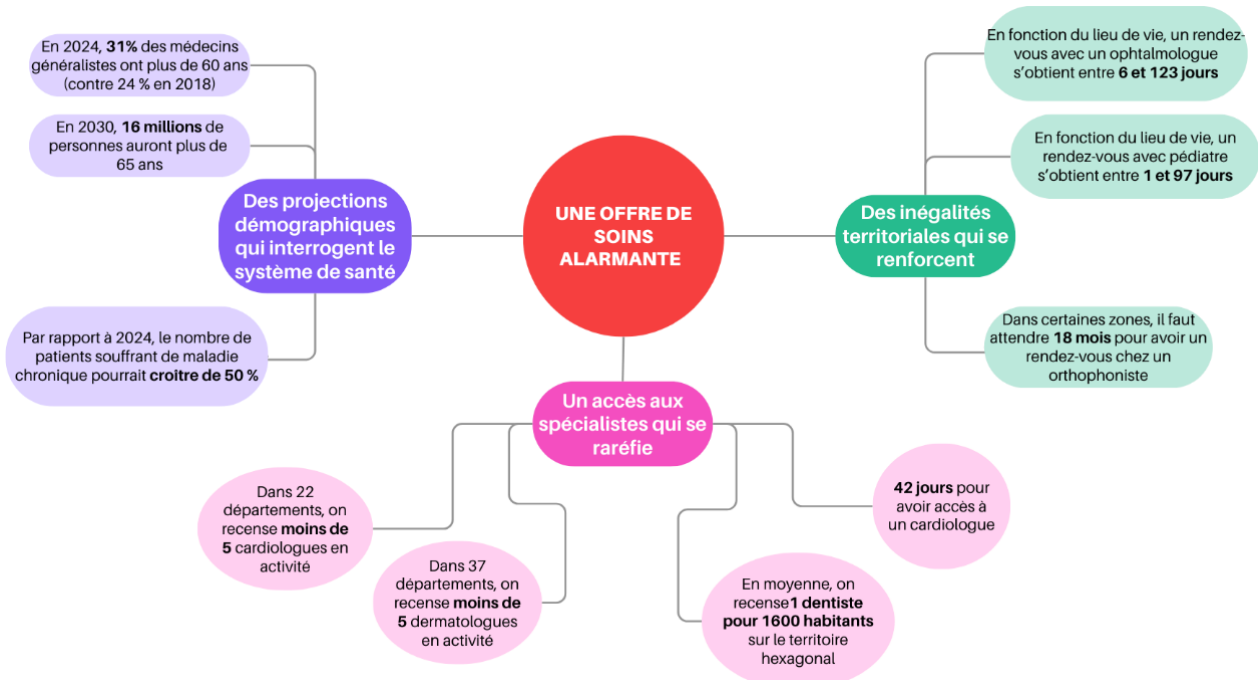 En 2024, 31% des médecins
généralistes ont plus de 60 ans
(contre 24 % en 2018)
En 2030, 16 millions de
personnes auront plus de
65 ans
Des projections
démographiques
qui interrogent le
système de santé
Par rapport à 2024, le nombre de
patients souffrant de maladie
chronique pourrait croitre de 50 %
UNE OFFRE DE
SOINS
ALARMANTE
En fonction du lieu de vie, un rendez-
vous avec un ophtalmologue
s'obtient entre 6 et 123 jours
En fonction du lieu de vie, un
rendez-vous avec pédiatre
s'obtient entre 1 et 97 jours
Des inégalités
territoriales qui se
renforcent
Dans certaines zones, il faut
attendre 18 mois pour avoir un
rendez-vous chez un
orthophoniste
Un accès aux
spécialistes qui se
raréfie
Dans 22
départements, on
recense moins de
5 cardiologues en
activité
Dans 37
départements, on
recense moins de
5 dermatologues
en activité
En moyenne, on
recense1 dentiste
pour 1600 habitants
sur le territoire
hexagonal
42 jours pour
avoir accès à
un cardiologue